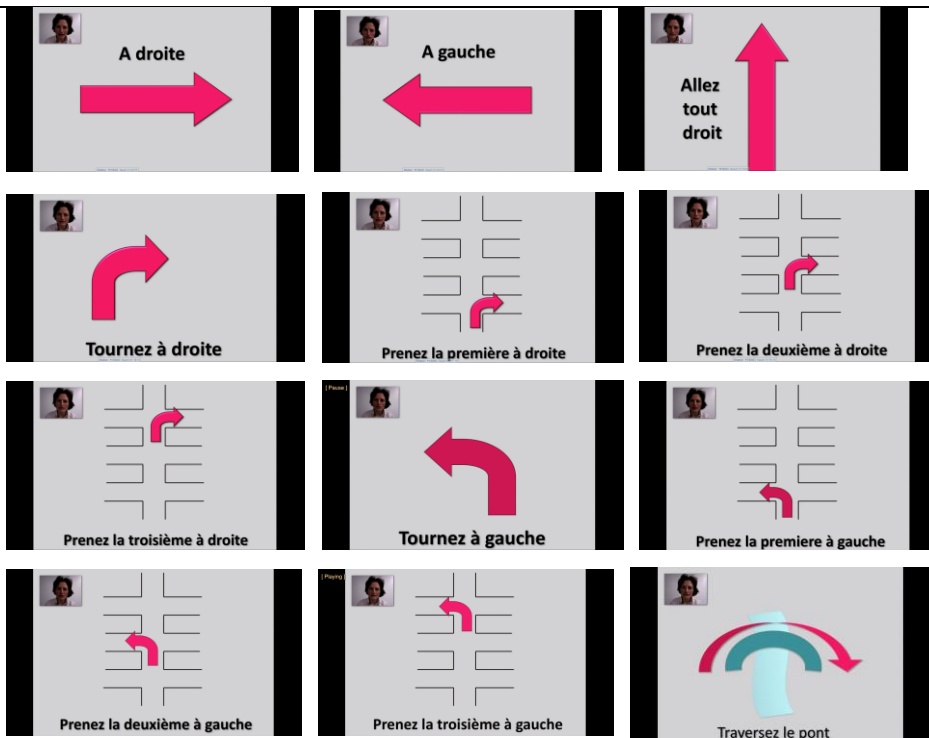 A droite
A gauche
Allez
tout
droit
Tournez à droite
Prenez la première à droite
Prenez la deuxième à droite
Prenez la troisième à droite
[ Pause ]
Tournez à gauche
Prenez la premiere à gauche
Prenez la deuxième à gauche
[ Playing ]
Prenez la troisième à gauche
Traversez le pont